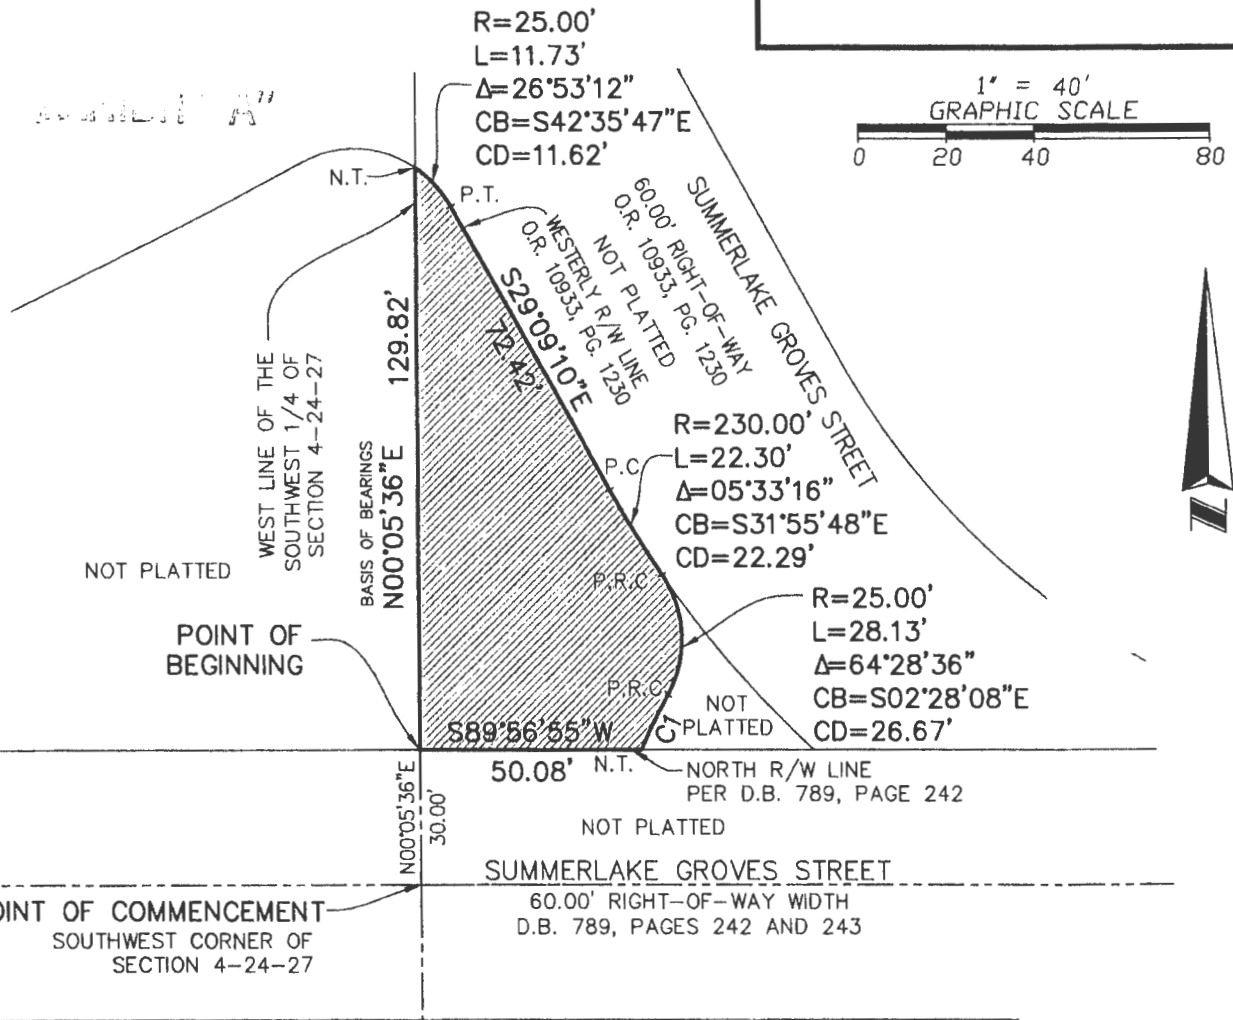 R=25.00'
L=11.73'
Δ=26°53'12"
CB=S42°35'47"E
CD=11.62'
"A"
1" = 40'
GRAPHIC SCALE
0 20 40 80
N.T.
P.T.
WEST LINE OF THE
SOUTHWEST 1/4 OF
SECTION 4-24-27
129.82'
BASIS OF BEARINGS
N00°05'36"E
S29°09'10"E
72.42'
WESTERLY R/W LINE
O.R. 10933, PG. 1230
NOT PLATTED
60.00' RIGHT-OF-WAY
O.R. 10933, PG. 1230
SUMMERLAKE GROVES STREET
N
P.C
R=230.00'
L=22.30'
Δ=05°33'16"
CB=S31°55'48"E
CD=22.29'
NOT PLATTED
P.R.C
R=25.00'
L=28.13'
Δ=64°28'36"
CB=S02°28'08"E
CD=26.67'
POINT OF
BEGINNING
P.R.C.
NOT
PLATTED
S89°56'55"W
50.08'
N.T.
NORTH R/W LINE
PER D.B. 789, PAGE 242
N00°05'36"E
30.00'
NOT PLATTED
SUMMERLAKE GROVES STREET
60.00' RIGHT-OF-WAY WIDTH
D.B. 789, PAGES 242 AND 243
OINT OF COMMENCEMENT
SOUTHWEST CORNER OF
SECTION 4-24-27